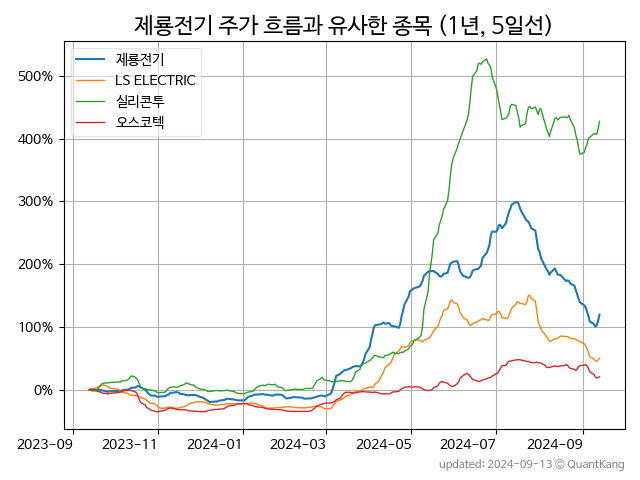 제룡전기 주가 흐름과 유사한 종목 (1년, 5일선)
제룡전기
LS ELECTRIC
실리콘투
오스코텍
500%
400%
300%
200%
100%
0%
2023-09
2023-11
2024-01
2024-03
2024-05
2024-07
2024-09
updated: 2024-09-13 ⓒ QuantKang